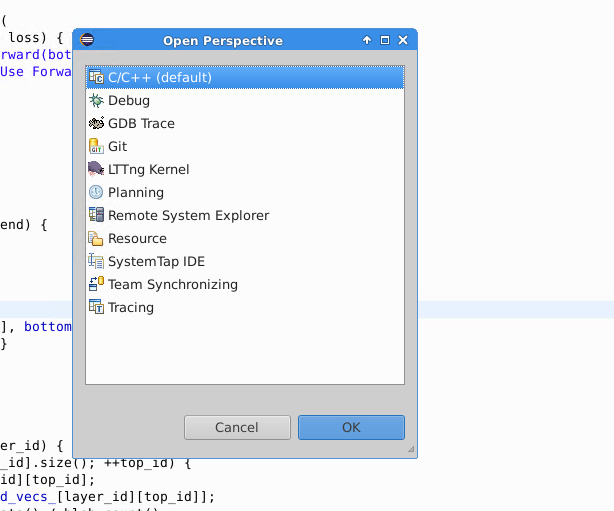 (
loss) {
Open Perspective
rward(bot
Use Forwa
C/C++ (default)
Debug
GDB Trace
Git
LTTng Kernel
Planning
Remote System Explorer
end) {
Resource
SystemTap IDE
Team Synchronizing
Tracing
], bottom
}
Cancel
OK
er_id) {
_id].size(); ++top_id) {
id][top_id];
d_vecs_[layer_id][top_id]];